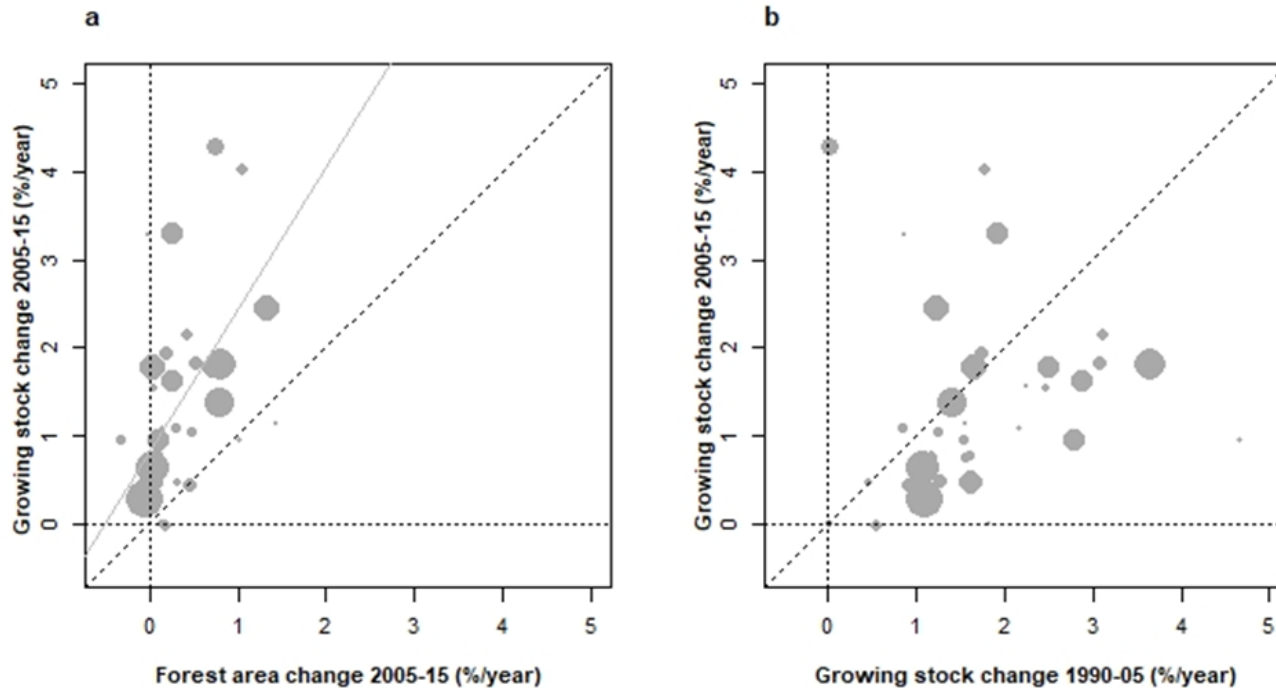 a
Growing stock change 2005-15 (%/year)
5
4
3
2
1
0
0 1 2 3 4 5
Forest area change 2005-15 (%/year)
b
Growing stock change 2005-15 (%/year)
5
4
3
2
1
0
0 1 2 3 4 5
Growing stock change 1990-05 (%/year)